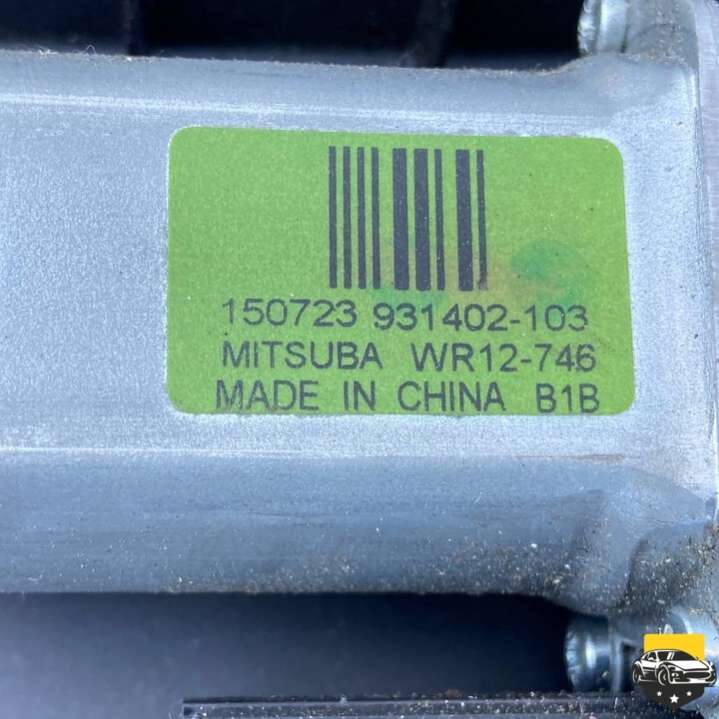 150723 931402-103
MITSUBA WR12-746
MADE IN CHINA B1B